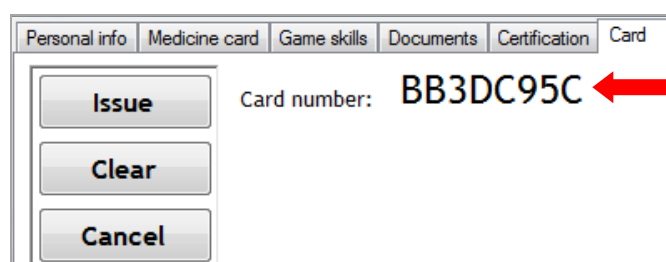 Personal info Medicine card Game skills Documents Certification Card
Issue Card number: BB3DC95C
Clear
Cancel